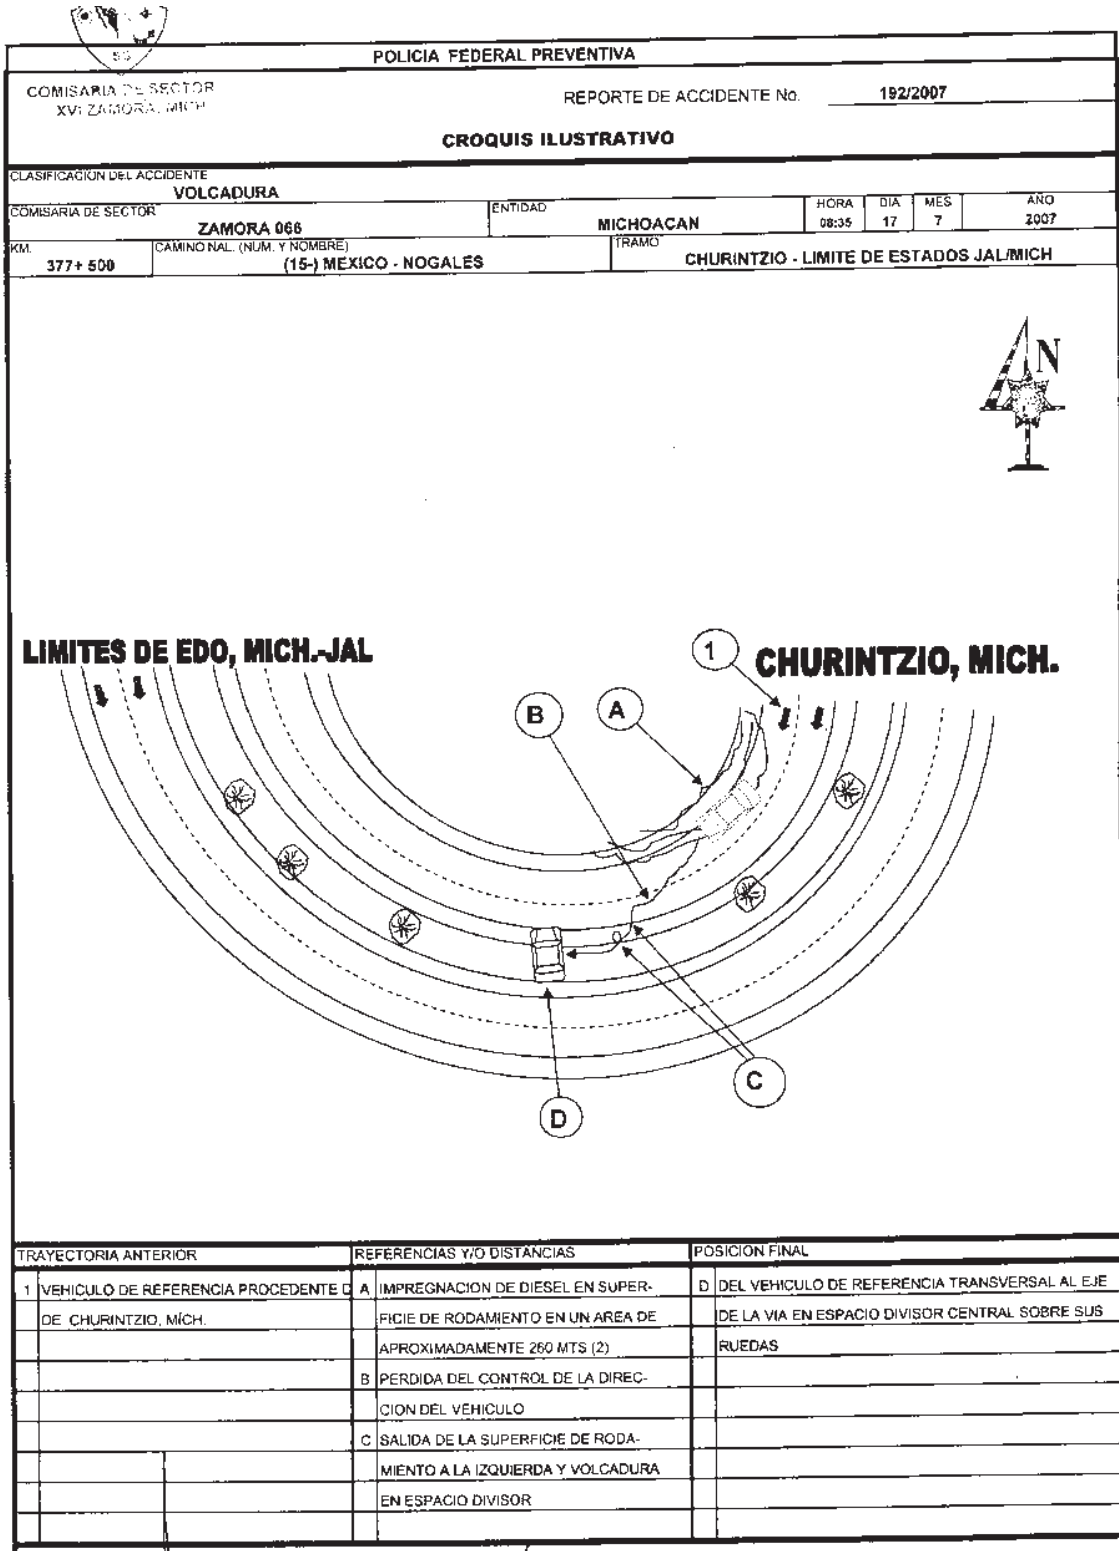 POLICIA FEDERAL PREVENTIVA
COMISARIA DE SECTOR
XVI ZAMORA, MICH
REPORTE DE ACCIDENTE No. 192/2007
CROQUIS ILUSTRATIVO
CLASIFICACION DEL ACCIDENTE
VOLCADURA
COMISARIA DE SECTOR
ZAMORA 066
ENTIDAD
MICHOACAN
HORA
08:35
DIA
17
MES
7
AÑO
2007
KM.
377+ 500
CAMINO NAL. (NUM. Y NOMBRE)
(15-) MEXICO - NOGALES
TRAMO
CHURINTZIO - LIMITE DE ESTADOS JAL/MICH
N
LIMITES DE EDO, MICH.-JAL
1
CHURINTZIO, MICH.
B
A
C
D
TRAYECTORIA ANTERIOR
1 VEHICULO DE REFERENCIA PROCEDENTE D
DE CHURINTZIO, MÍCH.
REFERENCIAS Y/O DISTANCIAS
A IMPREGNACION DE DIESEL EN SUPER-
FICIE DE RODAMIENTO EN UN AREA DE
APROXIMADAMENTE 260 MTS (2)
B PERDIDA DEL CONTROL DE LA DIREC-
CION DEL VEHICULO
C SALIDA DE LA SUPERFICIE DE RODA-
MIENTO A LA IZQUIERDA Y VOLCADURA
EN ESPACIO DIVISOR
POSICION FINAL
D DEL VEHICULO DE REFERENCIA TRANSVERSAL AL EJE
DE LA VIA EN ESPACIO DIVISOR CENTRAL SOBRE SUS
RUEDAS